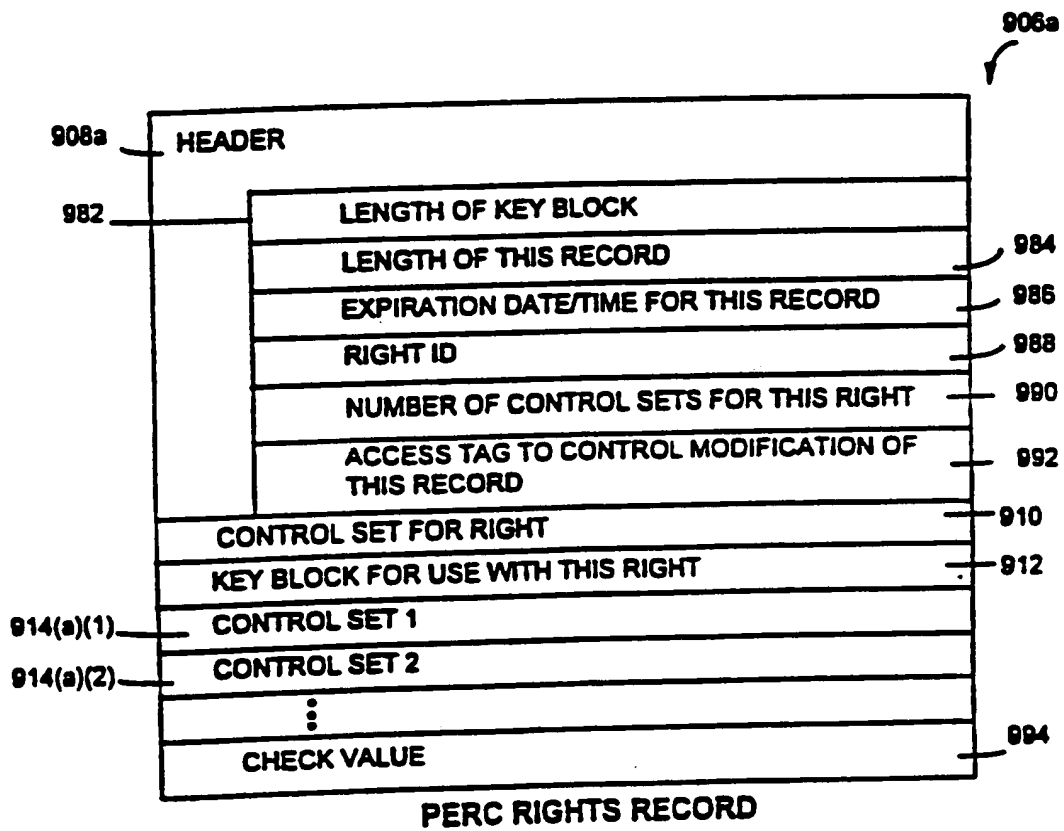 906a
908a HEADER
982 LENGTH OF KEY BLOCK
LENGTH OF THIS RECORD 984
EXPIRATION DATE/TIME FOR THIS RECORD 986
RIGHT ID 988
NUMBER OF CONTROL SETS FOR THIS RIGHT 990
ACCESS TAG TO CONTROL MODIFICATION OF
THIS RECORD 992
CONTROL SET FOR RIGHT 910
KEY BLOCK FOR USE WITH THIS RIGHT 912
914(a)(1) CONTROL SET 1
914(a)(2) CONTROL SET 2
CHECK VALUE 994
PERC RIGHTS RECORD